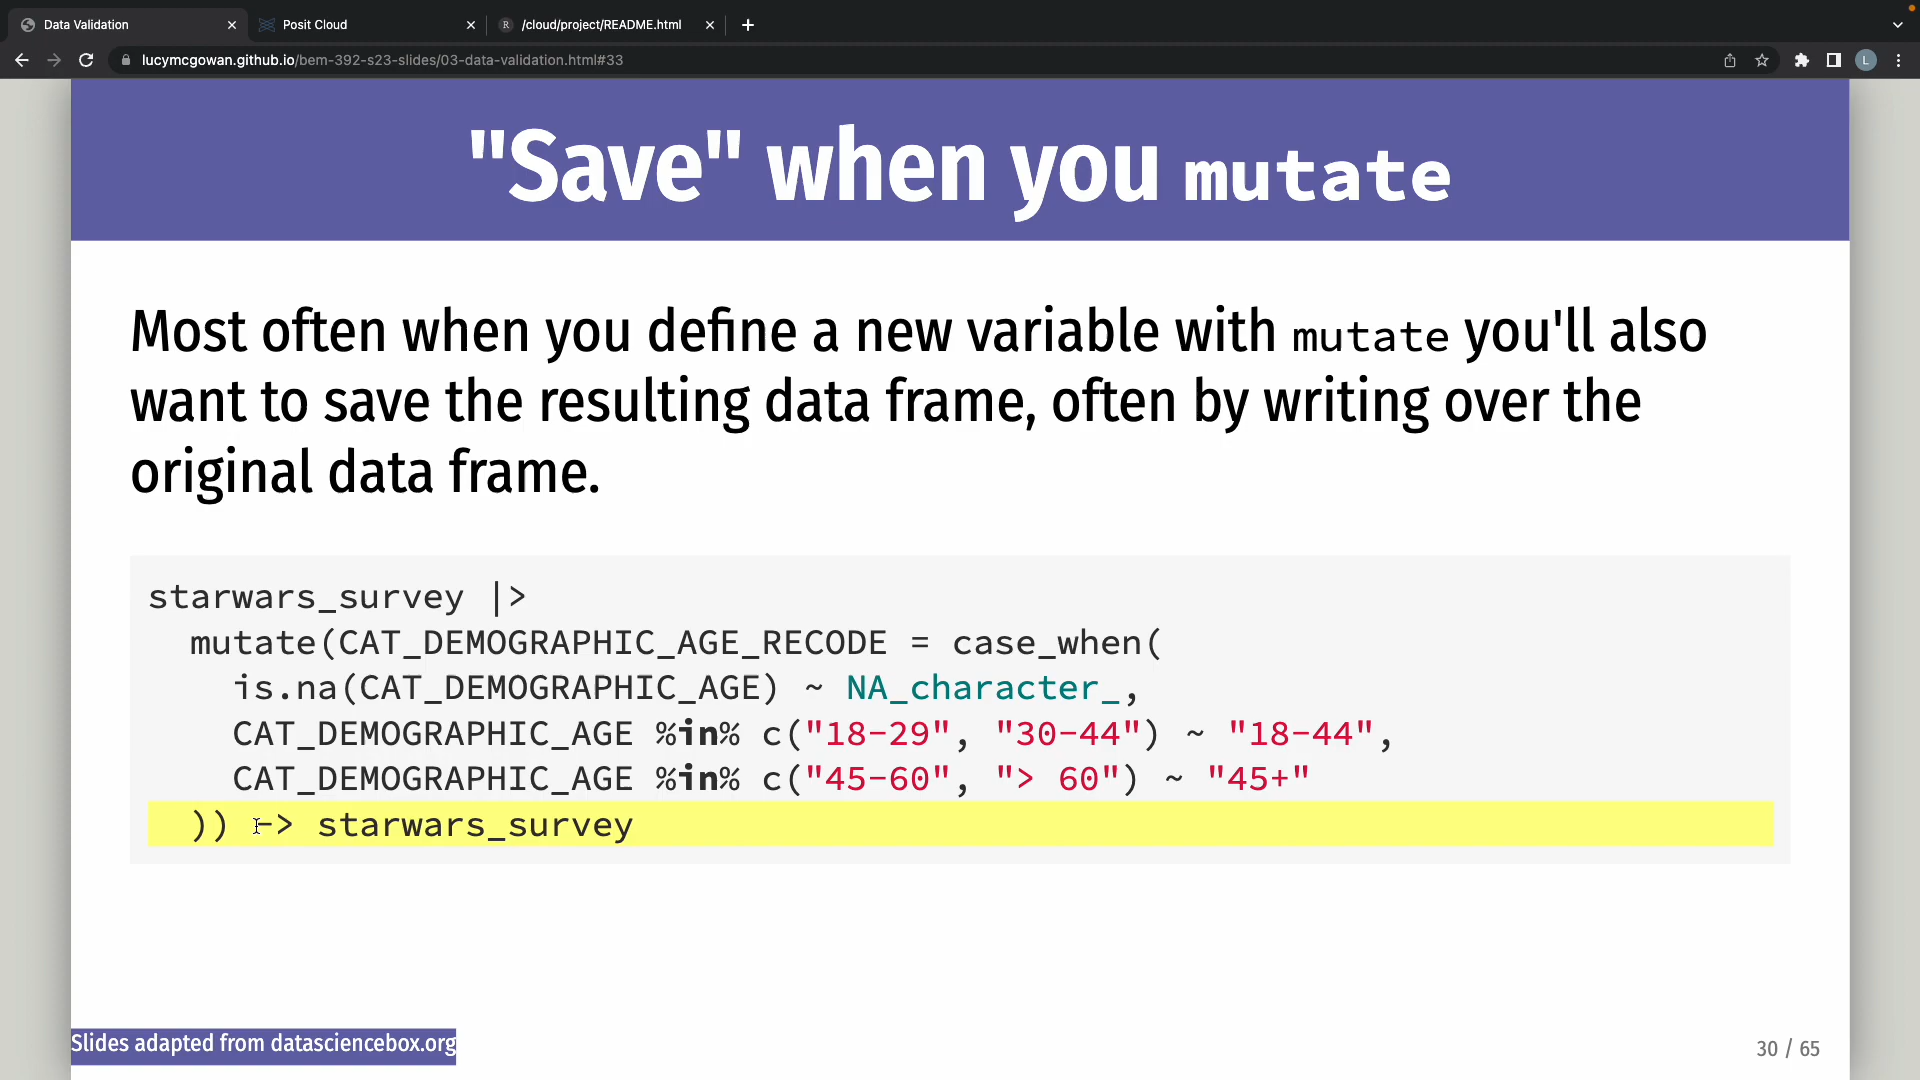 Data Validation
Posit Cloud
/cloud/project/README.html
lucymcgowan.github.io/bem-392-s23-slides/03-data-validation.html#33
L
"Save" when you mutate
Most often when you define a new variable with mutate you'll also
want to save the resulting data frame, often by writing over the
original data frame.
starwars_survey |>
  mutate(CAT_DEMOGRAPHIC_AGE_RECODE = case_when(
    is.na(CAT_DEMOGRAPHIC_AGE) ~ NA_character_,
    CAT_DEMOGRAPHIC_AGE %in% c("18-29", "30-44") ~ "18-44",
    CAT_DEMOGRAPHIC_AGE %in% c("45-60", "> 60") ~ "45+"
  )) -> starwars_survey
Slides adapted from datasciencebox.org
30 / 65